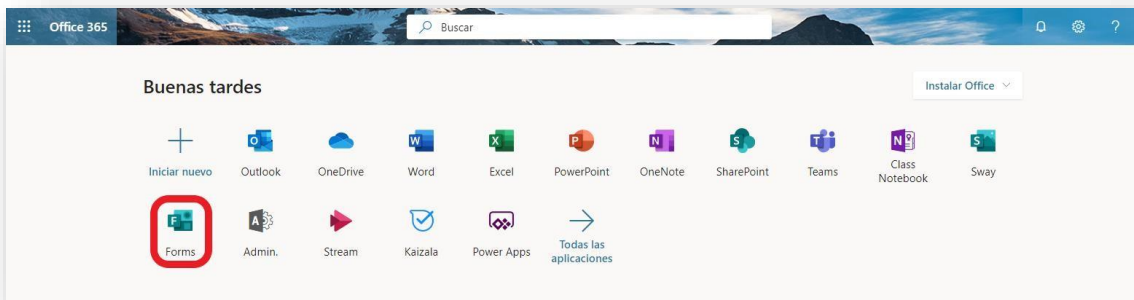 Office 365
Buscar
Buenas tardes
Instalar Office
Iniciar nuevo
Outlook
OneDrive
Word
Excel
PowerPoint
OneNote
SharePoint
Teams
Class
Notebook
Sway
Forms
Admin.
Stream
Kaizala
Power Apps
Todas las
aplicaciones